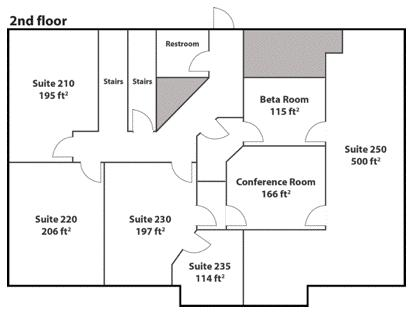 2nd floor
Restroom
Suite 210
195 ft²
Stairs
Stairs
Beta Room
115 ft²
Suite 250
500 ft²
Conference Room
166 ft²
Suite 220
206 ft²
Suite 230
197 ft²
Suite 235
114 ft²